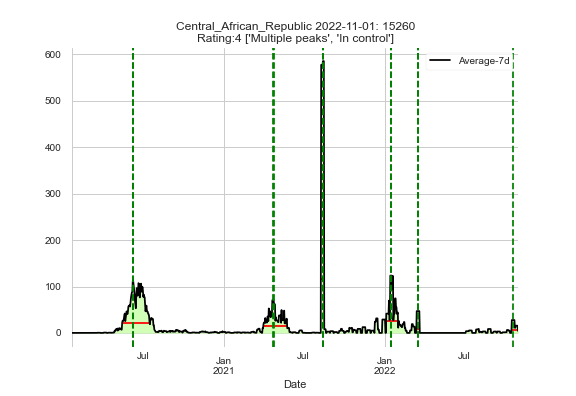 Central_African_Republic 2022-11-01: 15260
Rating:4 ['Multiple peaks', 'In control']
Average-7d
600
500
400
300
200
100
0
Jul
Jan
2021
Jul
Jan
2022
Jul
Date